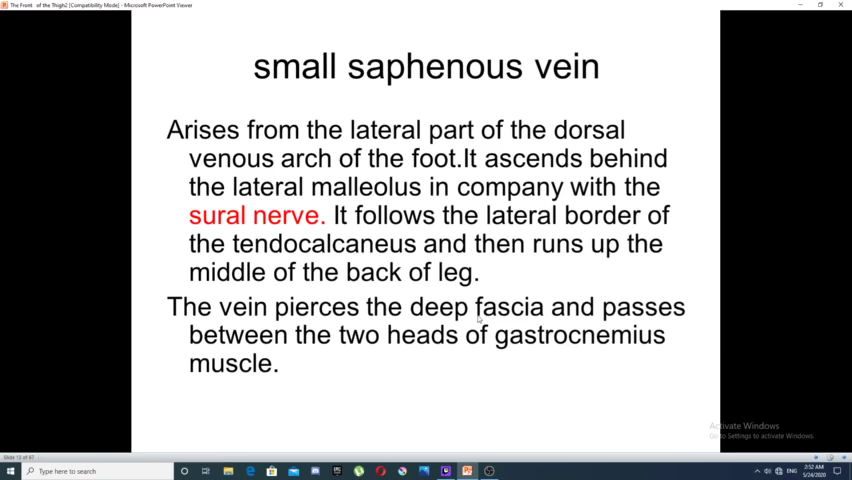 The Front  of the Thigh2 [Compatibility Mode] - Microsoft PowerPoint Viewer
small saphenous vein
Arises from the lateral part of the dorsal
venous arch of the foot.It ascends behind
the lateral malleolus in company with the
sural nerve. It follows the lateral border of
the tendocalcaneus and then runs up the
middle of the back of leg.
The vein pierces the deep fascia and passes
between the two heads of gastrocnemius
muscle.
Activate Windows
Go to Settings to activate Windows.
Slide 13 of 67
Type here to search
ENG
2:52 AM
5/24/2020